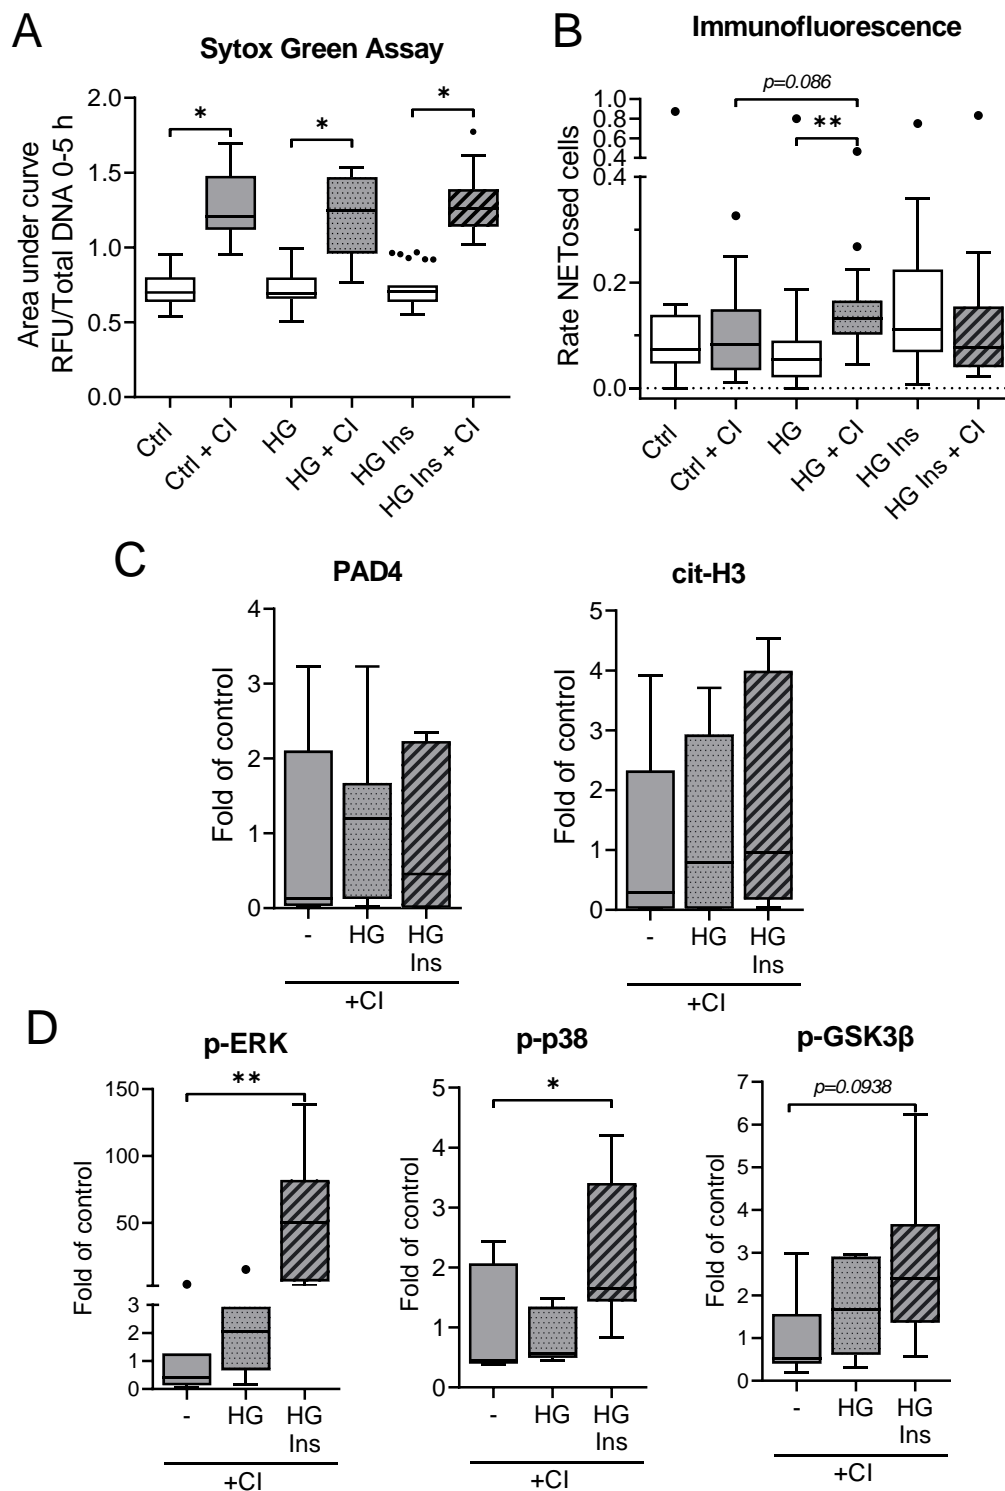 A
Sytox Green Assay
Area under curve
RFU/Total DNA 0-5 h
2.0
1.5
1.0
0.5
0.0
*
*
*
Ctrl
Ctrl + CI
HG
HG + CI
HG Ins
HG Ins + CI
B
Immunofluorescence
Rate NETosed cells
1.0
0.8
0.6
0.4
0.4
0.2
0.0
p=0.086
**
Ctrl
Ctrl + CI
HG
HG + CI
HG Ins
HG Ins + CI
C
PAD4
Fold of control
4
3
2
1
0
-
HG
HG
Ins
+CI
cit-H3
Fold of control
5
4
3
2
1
0
-
HG
HG
Ins
+CI
D
p-ERK
Fold of control
150
100
50
3
2
1
0
**
-
HG
HG
Ins
+CI
p-p38
Fold of control
5
4
3
2
1
0
*
-
HG
HG
Ins
+CI
p-GSK3β
Fold of control
7
6
5
4
3
2
1
0
p=0.0938
-
HG
HG
Ins
+CI